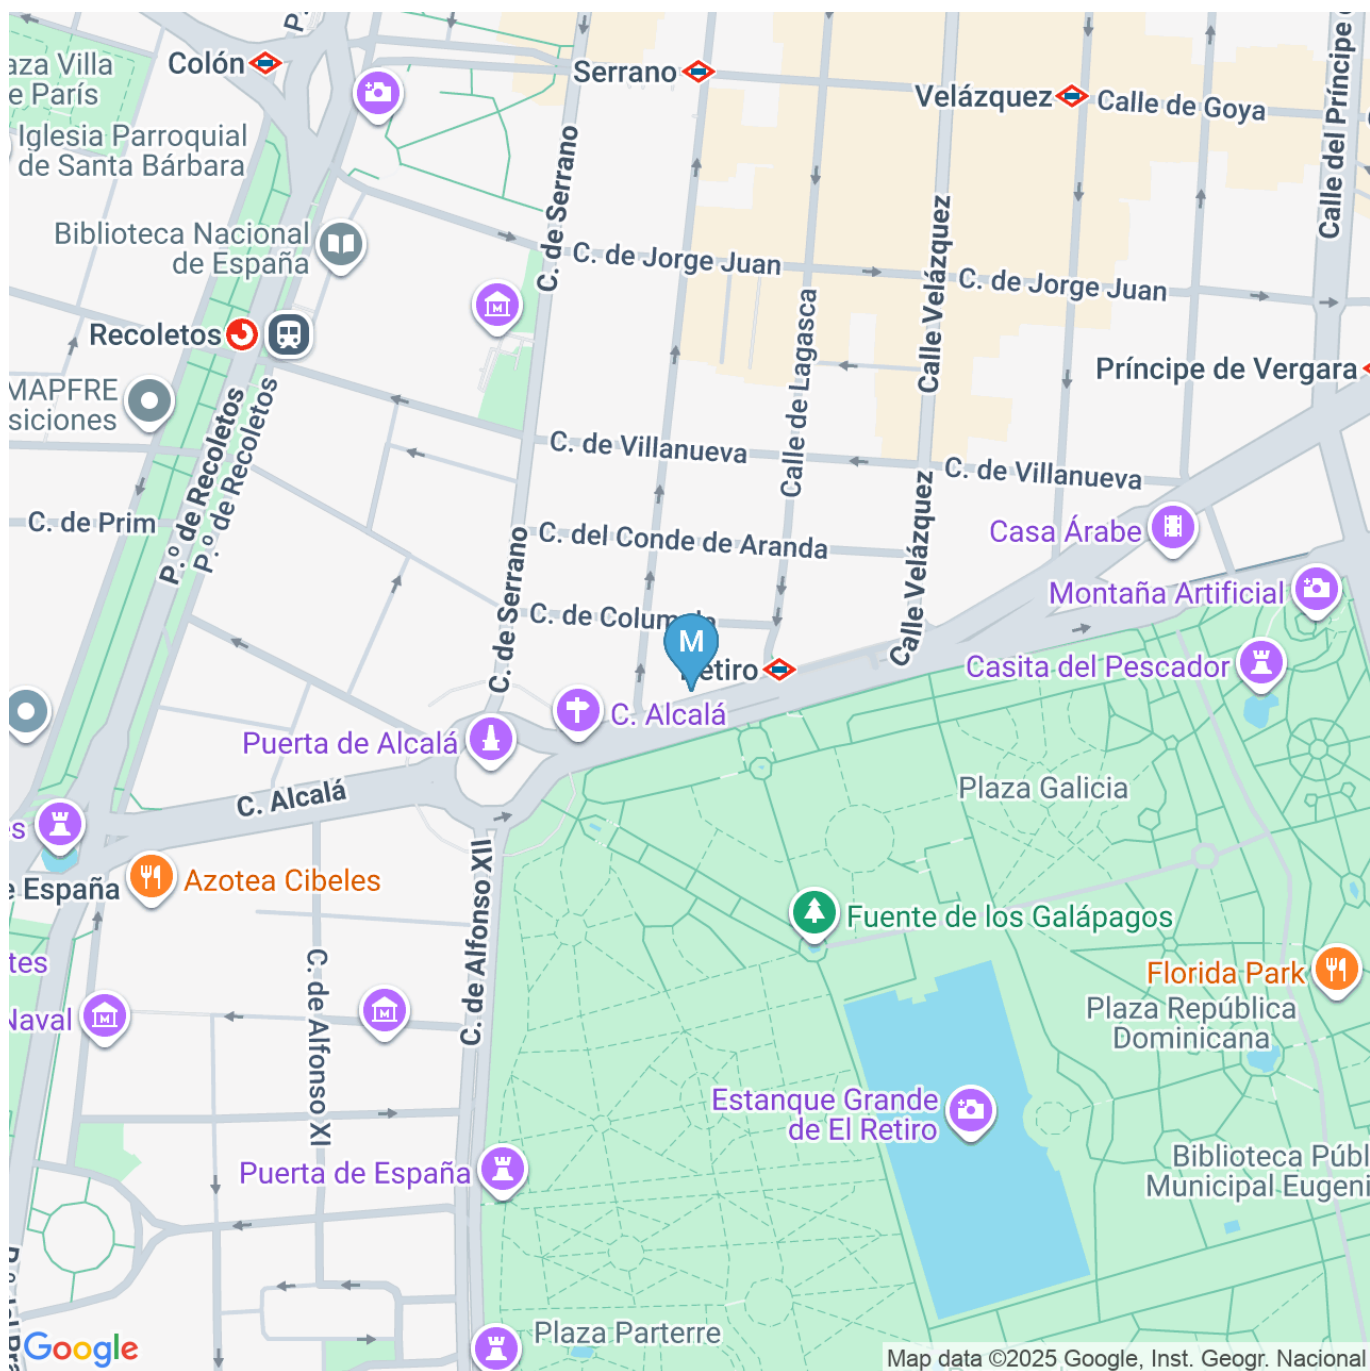 Colón
Serrano
Velázquez
Calle de Goya
aza Villa
e París
Iglesia Parroquial
de Santa Bárbara
C. de Serrano
Calle Velázquez
Calle del Príncipe
Biblioteca Nacional
de España
C. de Jorge Juan
C. de Jorge Juan
Recoletos
Calle de Lagasca
Calle Velázquez
Príncipe de Vergara
MAPFRE
siciones
P.º de Recoletos
P.º de Recoletos
C. de Villanueva
C. de Villanueva
C. de Prim
C. de Serrano
C. del Conde de Aranda
Casa Árabe
Montaña Artificial
C. de Columela
M
Retiro
Casita del Pescador
C. Alcalá
Puerta de Alcalá
C. Alcalá
Plaza Galicia
es
e España
Azotea Cibeles
C. de Alfonso XII
Fuente de los Galápagos
tes
Florida Park
C. de Alfonso XI
Naval
Plaza República
Dominicana
Estanque Grande
de El Retiro
Puerta de España
Biblioteca Públ
Municipal Eugeni
Plaza Parterre
Google
Map data ©2025 Google, Inst. Geogr. Nacional